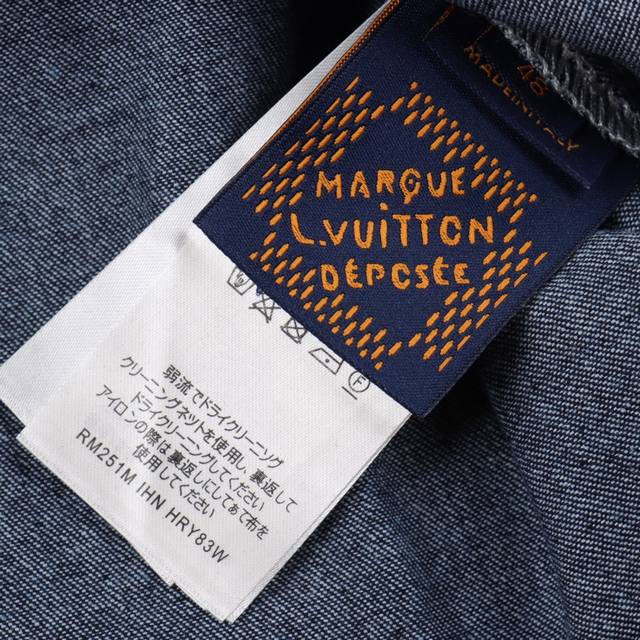 48
MADE IN ITALY
MARQUE
L.VUITTON
DÉPOSÉE
弱流でドライクリーニング
クリーニングネットを使用し、裏返して
ドライクリーニングしてください
アイロンの際は裏返しにしてあて布を
使用してください
RM251M IHN HRY83W